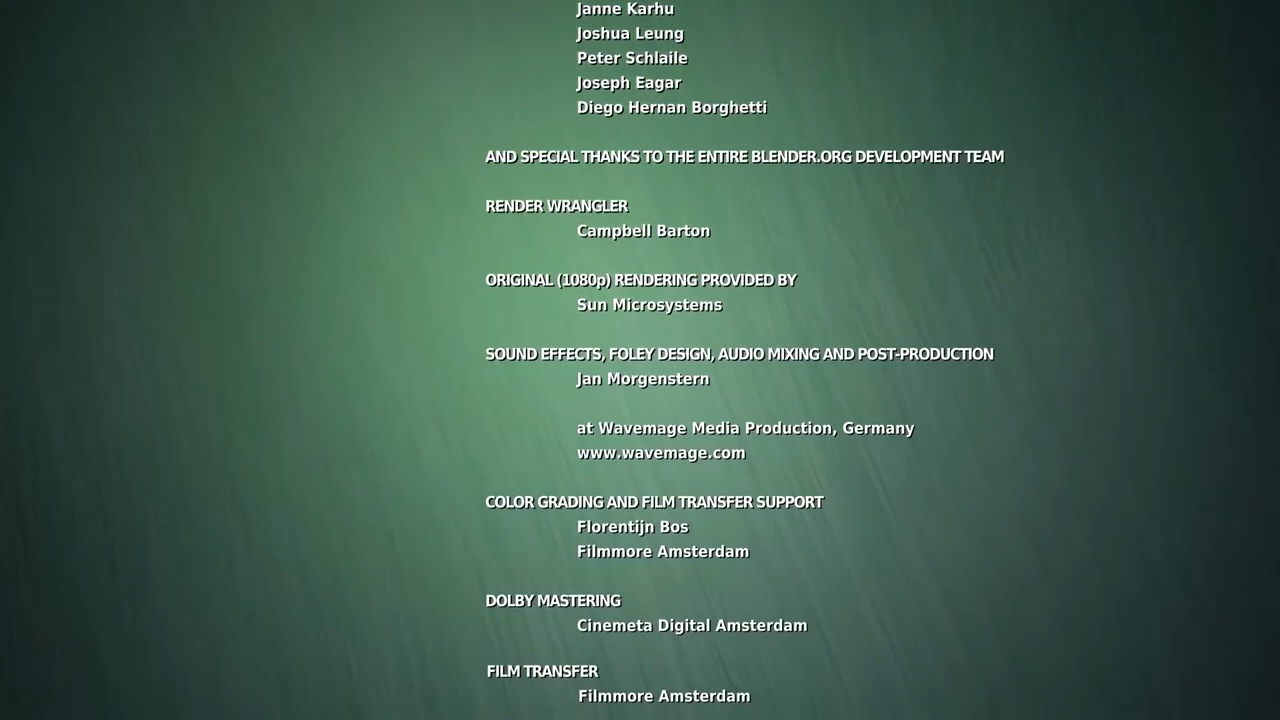 Janne Karhu
Joshua Leung
Peter Schlaile
Joseph Eagar
Diego Hernan Borghetti
AND SPECIAL THANKS TO THE ENTIRE BLENDER.ORG DEVELOPMENT TEAM
RENDER WRANGLER
Campbell Barton
ORIGINAL (1080p) RENDERING PROVIDED BY
Sun Microsystems
SOUND EFFECTS, FOLEY DESIGN, AUDIO MIXING AND POST-PRODUCTION
Jan Morgenstern
at Wavemage Media Production, Germany
www.wavemage.com
COLOR GRADING AND FILM TRANSFER SUPPORT
Florentijn Bos
Filmmore Amsterdam
DOLBY MASTERING
Cinemeta Digital Amsterdam
FILM TRANSFER
Filmmore Amsterdam